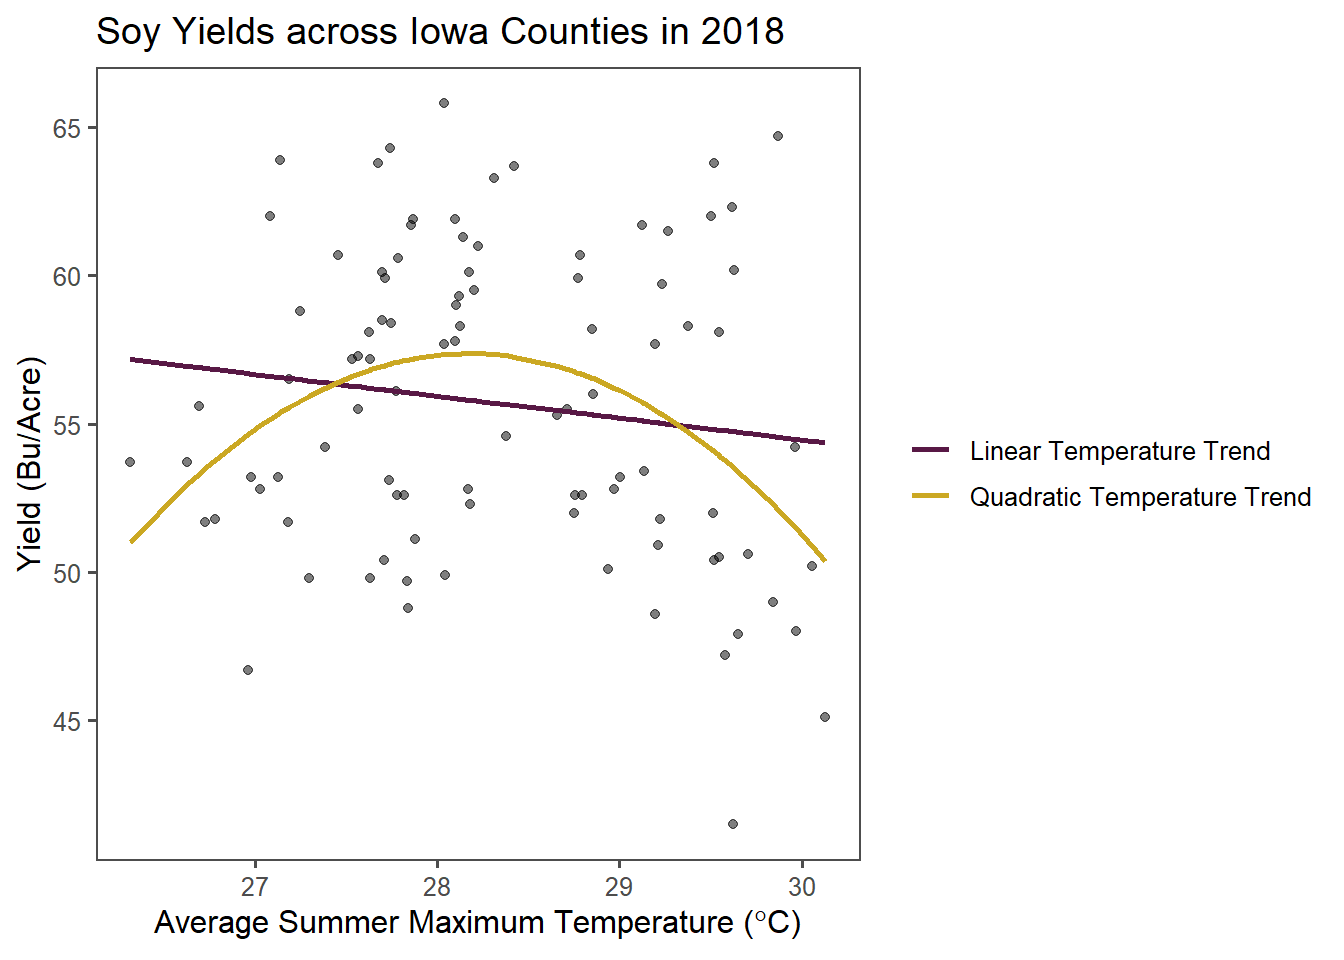 Soy Yields across Iowa Counties in 2018
Yield (Bu/Acre)
65
60
55
50
45
27 28 29 30
Average Summer Maximum Temperature (°C)
Linear Temperature Trend
Quadratic Temperature Trend